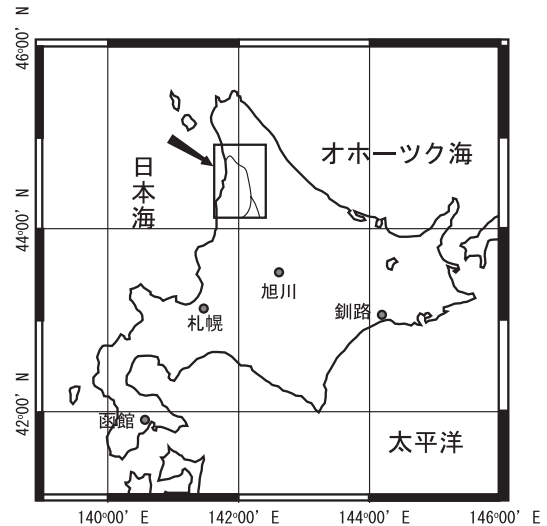 46°00' N
オホーツク海
日本海
44°00' N
旭川
札幌
釧路
42°00' N
函館
太平洋
140°00' E
142°00' E
144°00' E
146°00' E